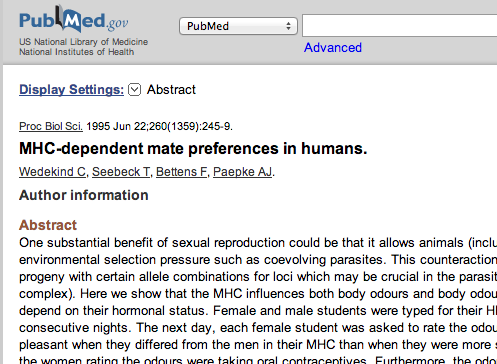 PubMed.gov
PubMed
US National Library of Medicine
National Institutes of Health
Advanced
Display Settings: Abstract
Proc Biol Sci. 1995 Jun 22;260(1359):245-9.
MHC-dependent mate preferences in humans.
Wedekind C, Seebeck T, Bettens F, Paepke AJ.
Author information
Abstract
One substantial benefit of sexual reproduction could be that it allows animals (inclu
environmental selection pressure such as coevolving parasites. This counteraction
progeny with certain allele combinations for loci which may be crucial in the parasit
complex). Here we show that the MHC influences both body odours and body odou
depend on their hormonal status. Female and male students were typed for their H
consecutive nights. The next day, each female student was asked to rate the odou
pleasant when they differed from the men in their MHC than when they were more s
the women rating the odours were taking oral contraceptives. Furthermore, the o